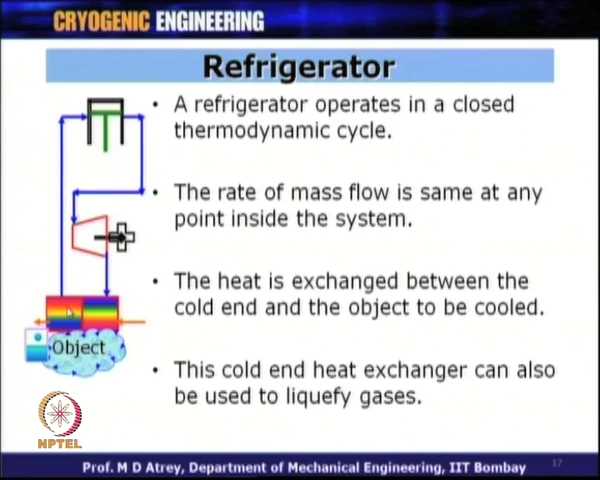 CRYOGENIC ENGINEERING
Refrigerator
• A refrigerator operates in a closed
thermodynamic cycle.
• The rate of mass flow is same at any
point inside the system.
• The heat is exchanged between the
cold end and the object to be cooled.
• This cold end heat exchanger can also
be used to liquefy gases.
Object
NPTEL
Prof. M D Atrey, Department of Mechanical Engineering, IIT Bombay
17